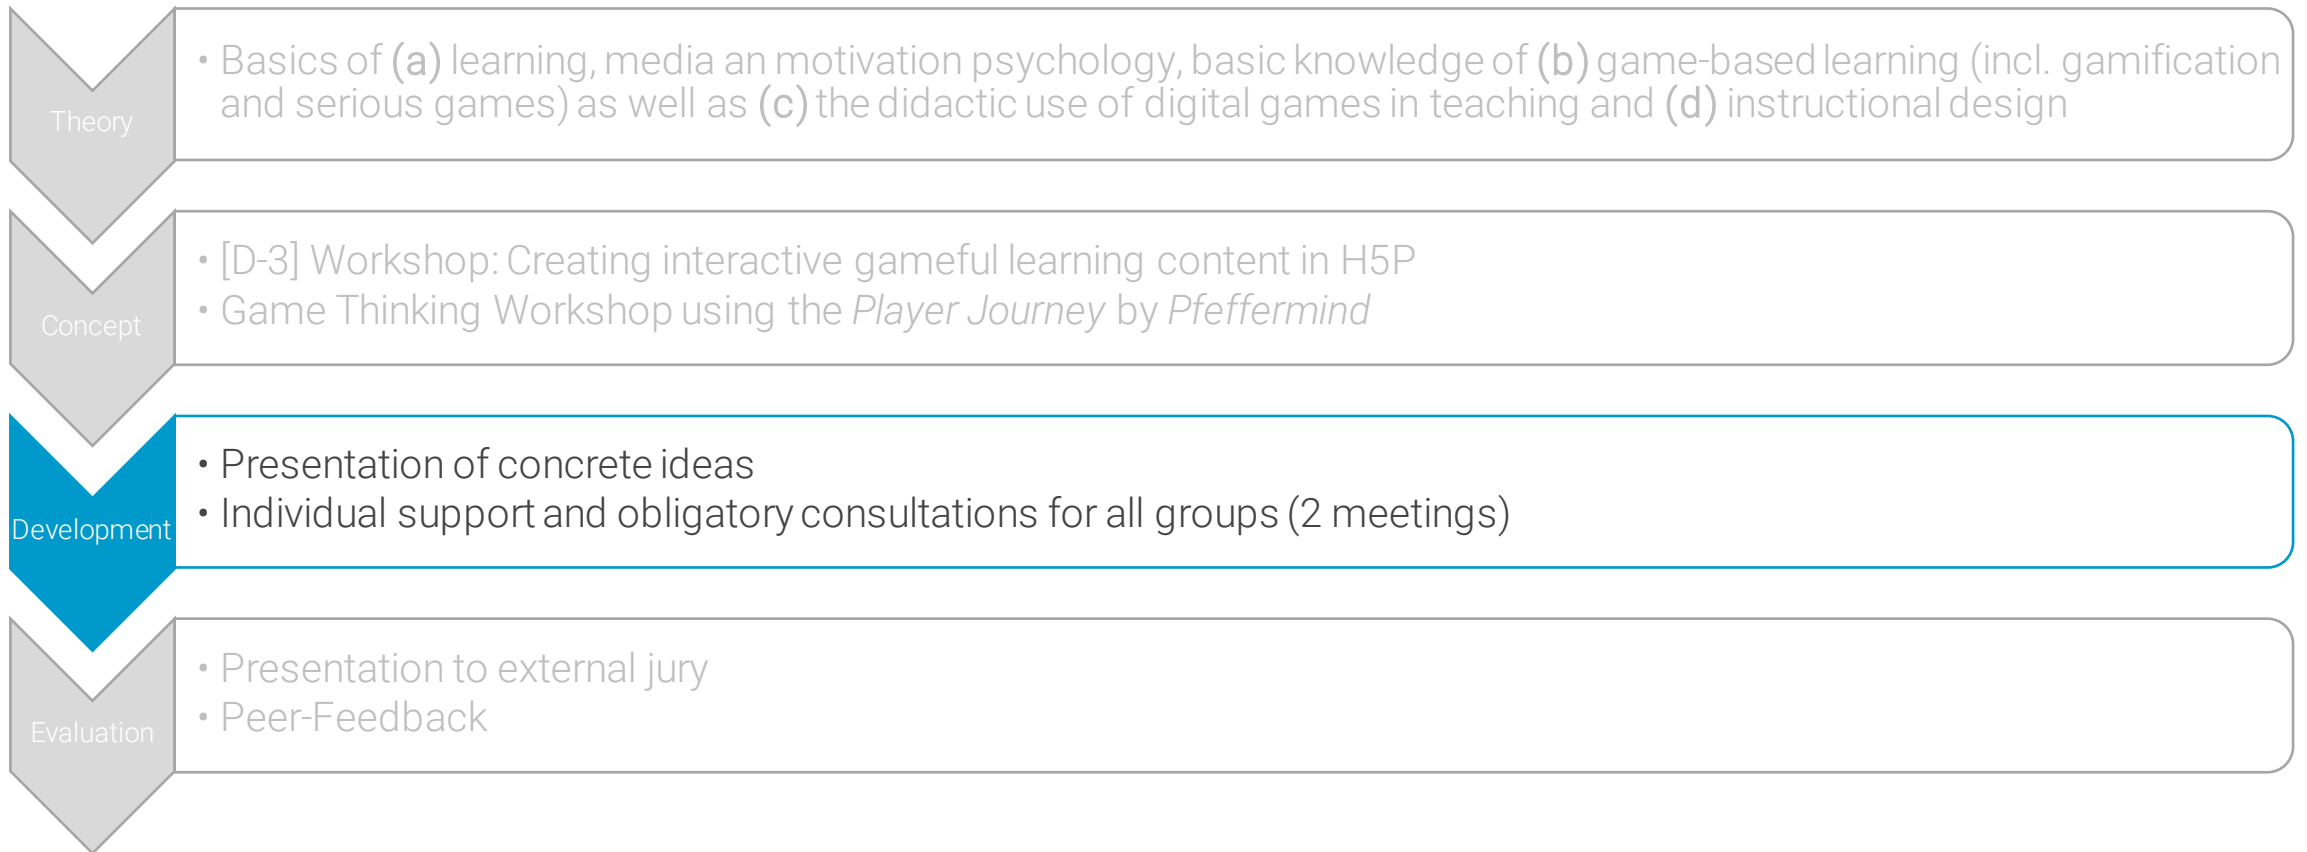 Theory
• Basics of (a) learning, media an motivation psychology, basic knowledge of (b) game-based learning (incl. gamification
and serious games) as well as (c) the didactic use of digital games in teaching and (d) instructional design
Concept
• [D-3] Workshop: Creating interactive gameful learning content in H5P
• Game Thinking Workshop using the Player Journey by Pfeffermind
Development
• Presentation of concrete ideas
• Individual support and obligatory consultations for all groups (2 meetings)
Evaluation
• Presentation to external jury
• Peer-Feedback